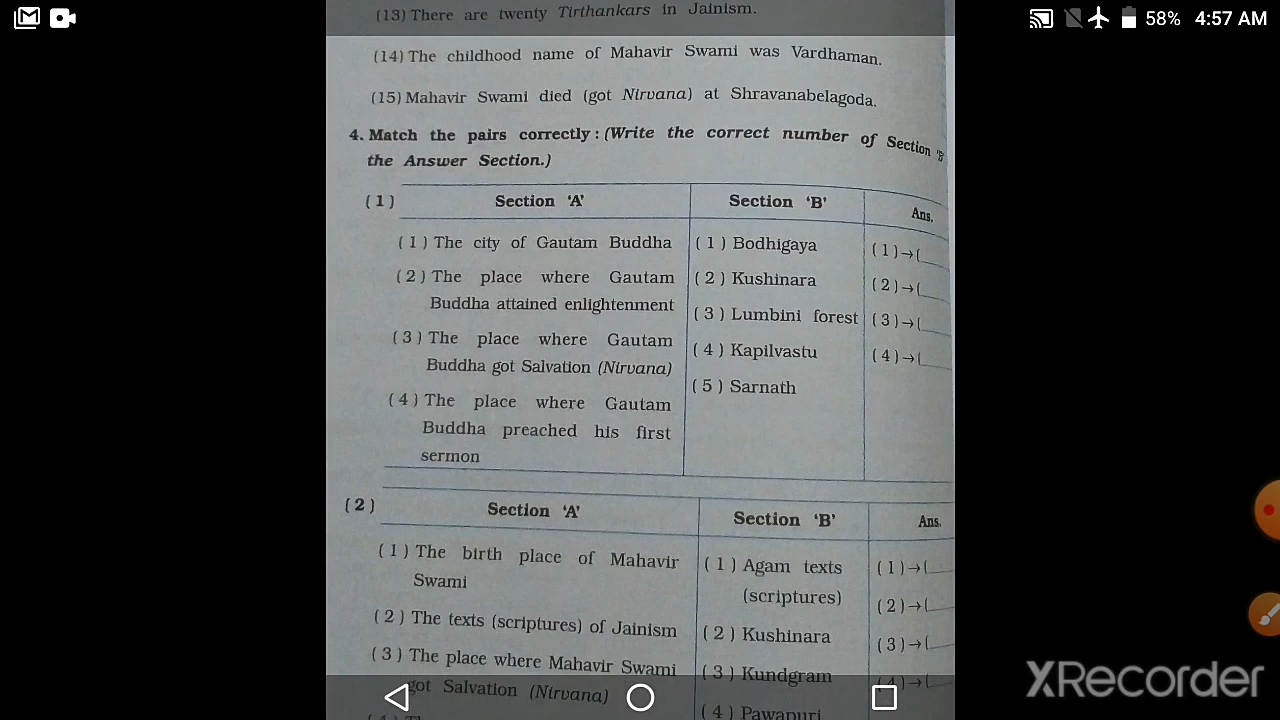 58% 4:57 AM
(13) There are twenty Tirthankars in Jainism.
(14) The childhood name of Mahavir Swami was Vardhaman.
(15) Mahavir Swami died (got Nirvana) at Shravanabelagoda.
4. Match the pairs correctly : (Write the correct number of Section 'B'
the Answer Section.)
(1) Section 'A' Section 'B' Ans.
(1) The city of Gautam Buddha (1) Bodhigaya (1)→(
(2) The place where Gautam (2) Kushinara (2)→(
Buddha attained enlightenment (3) Lumbini forest (3)→(
(3) The place where Gautam (4) Kapilvastu (4)→(
Buddha got Salvation (Nirvana) (5) Sarnath
(4) The place where Gautam
Buddha preached his first
sermon
(2) Section 'A' Section 'B' Ans.
(1) The birth place of Mahavir (1) Agam texts (1)→(
Swami (scriptures) (2)→(
(2) The texts (scriptures) of Jainism (2) Kushinara (3)→(
(3) The place where Mahavir Swami (3) Kundgram (4)→(
got Salvation (Nirvana) (4) Pawapuri
XRecorder